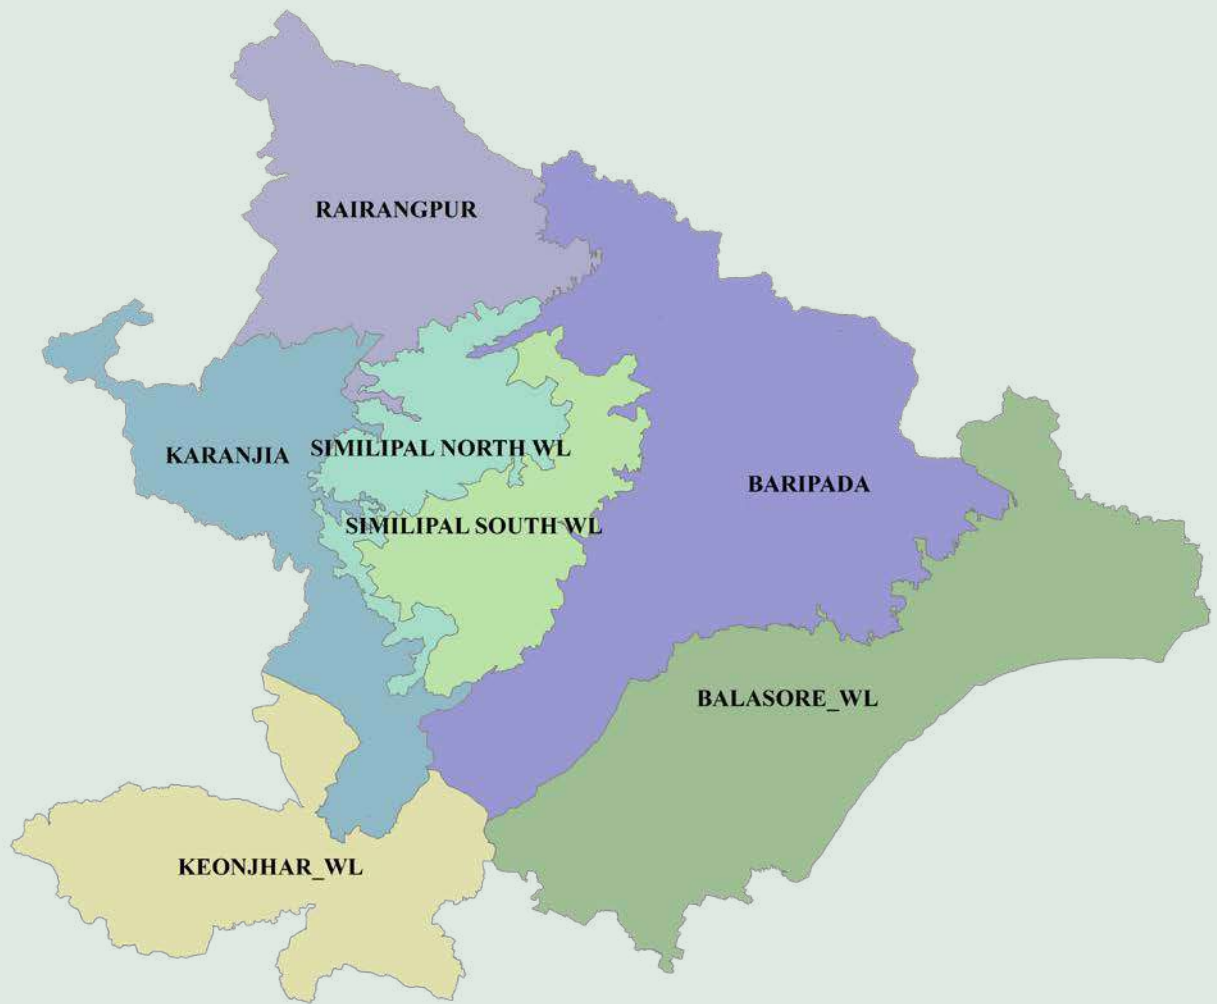 RAIRANGPUR
SIMILIPAL NORTH WL
KARANJIA
BARIPADA
SIMILIPAL SOUTH WL
BALASORE_WL
KEONJHAR_WL